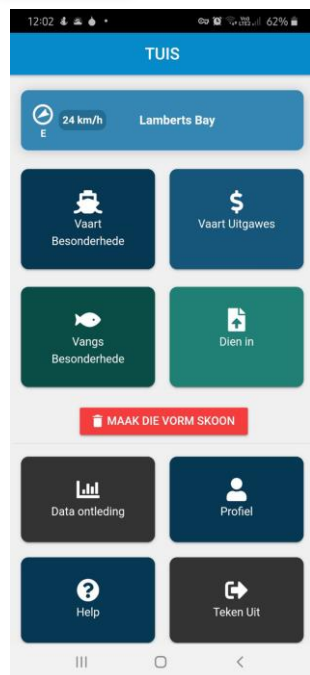 12:02
62%
TUIS
24 km/h
Lamberts Bay
E
Vaart
Besonderhede
Vaart Uitgawes
Vangs
Besonderhede
Dien in
MAAK DIE VORM SKOON
Data ontleding
Profiel
Help
Teken Uit